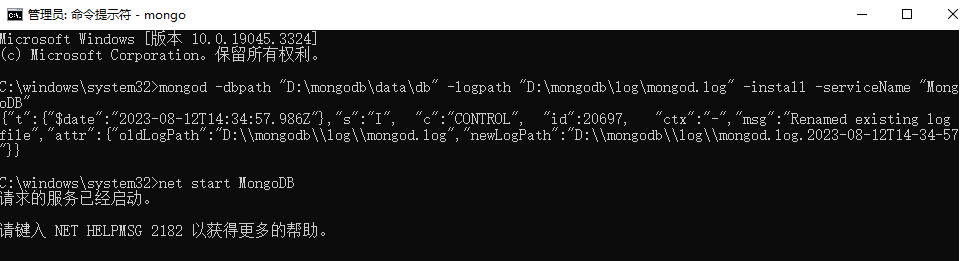 管理员: 命令提示符 - mongo
Microsoft Windows [版本 10.0.19045.3324]
(c) Microsoft Corporation。保留所有权利。
C:\windows\system32>mongod -dbpath "D:\mongodb\data\db" -logpath "D:\mongodb\log\mongod.log" -install -serviceName "Mong
oDB"
{"t":{"$date":"2023-08-12T14:34:57.986Z"},"s":"I",  "c":"CONTROL",  "id":20697,   "ctx":"-","msg":"Renamed existing log
file","attr":{"oldLogPath":"D:\\mongodb\\log\\mongod.log","newLogPath":"D:\\mongodb\\log\\mongod.log.2023-08-12T14-34-57
"}}
C:\windows\system32>net start MongoDB
请求的服务已经启动。
请键入 NET HELPMSG 2182 以获得更多的帮助。